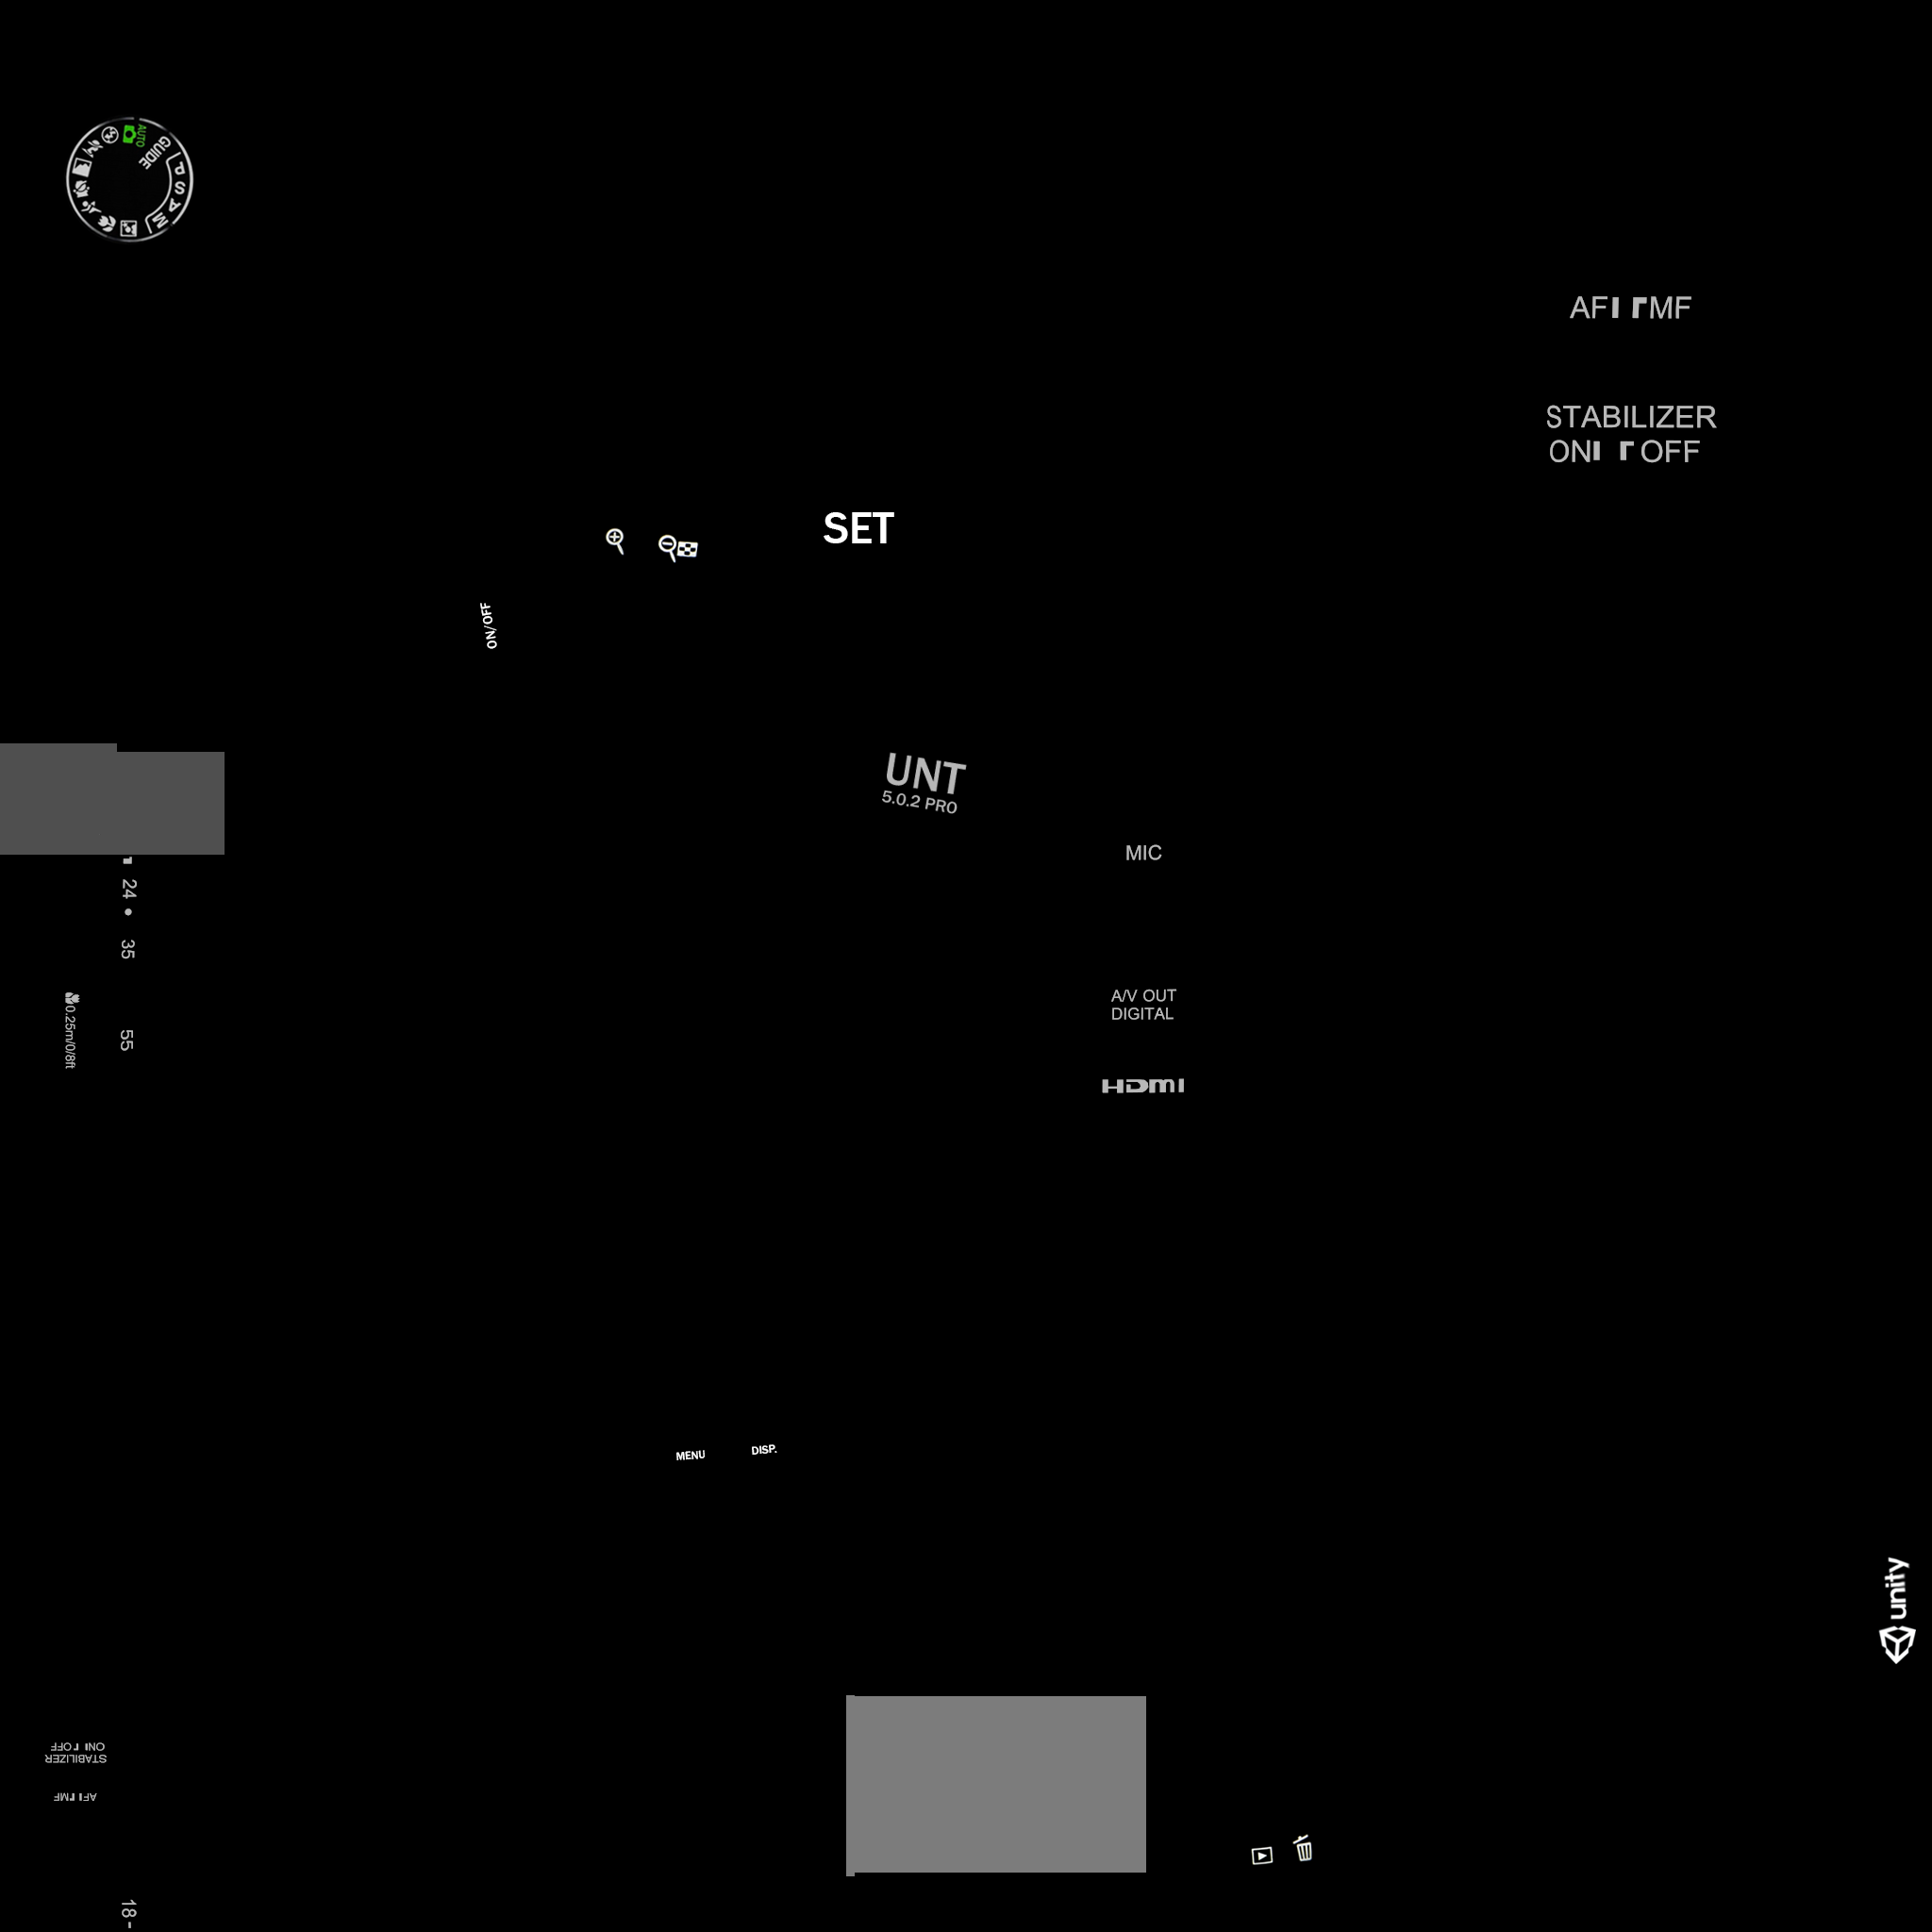 AUTO
GUIDE
P
S
A
M
AF MF
STABILIZER
ON OFF
SET
ON/OFF
UNT
5.0.2 PRO
MIC
24
35
55
0.25m/0/8ft
A/V OUT
DIGITAL
HDMI
MENU
DISP.
unity
STABILIZER
ON OFF
AF MF
18-